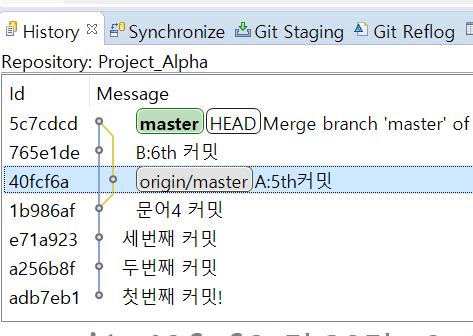 History Synchronize Git Staging Git Reflog
Repository: Project_Alpha
Id Message
5c7cdcd master HEAD Merge branch 'master' of
765e1de B:6th 커밋
40fcf6a origin/master A:5th커밋
1b986af 문어4 커밋
e71a923 세번째 커밋
a256b8f 두번째 커밋
adb7eb1 첫번째 커밋!